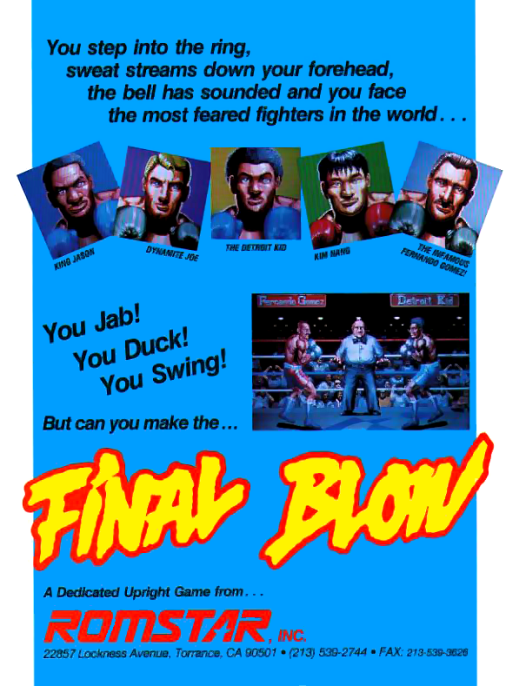 You step into the ring,
sweat streams down your forehead,
the bell has sounded and you face
the most feared fighters in the world...
KING JASON
DYNAMITE JOE
THE DETROIT KID
KIM NANG
THE INFAMOUS
FERNANDO GOMEZ!
Fernando Gomez
Detroit Kid
You Jab!
You Duck!
You Swing!
But can you make the...
FINAL BLOW
A Dedicated Upright Game from...
ROMSTAR, INC.
22857 Lockness Avenue, Torrance, CA 90501 • (213) 539-2744 • FAX: 213-539-3626